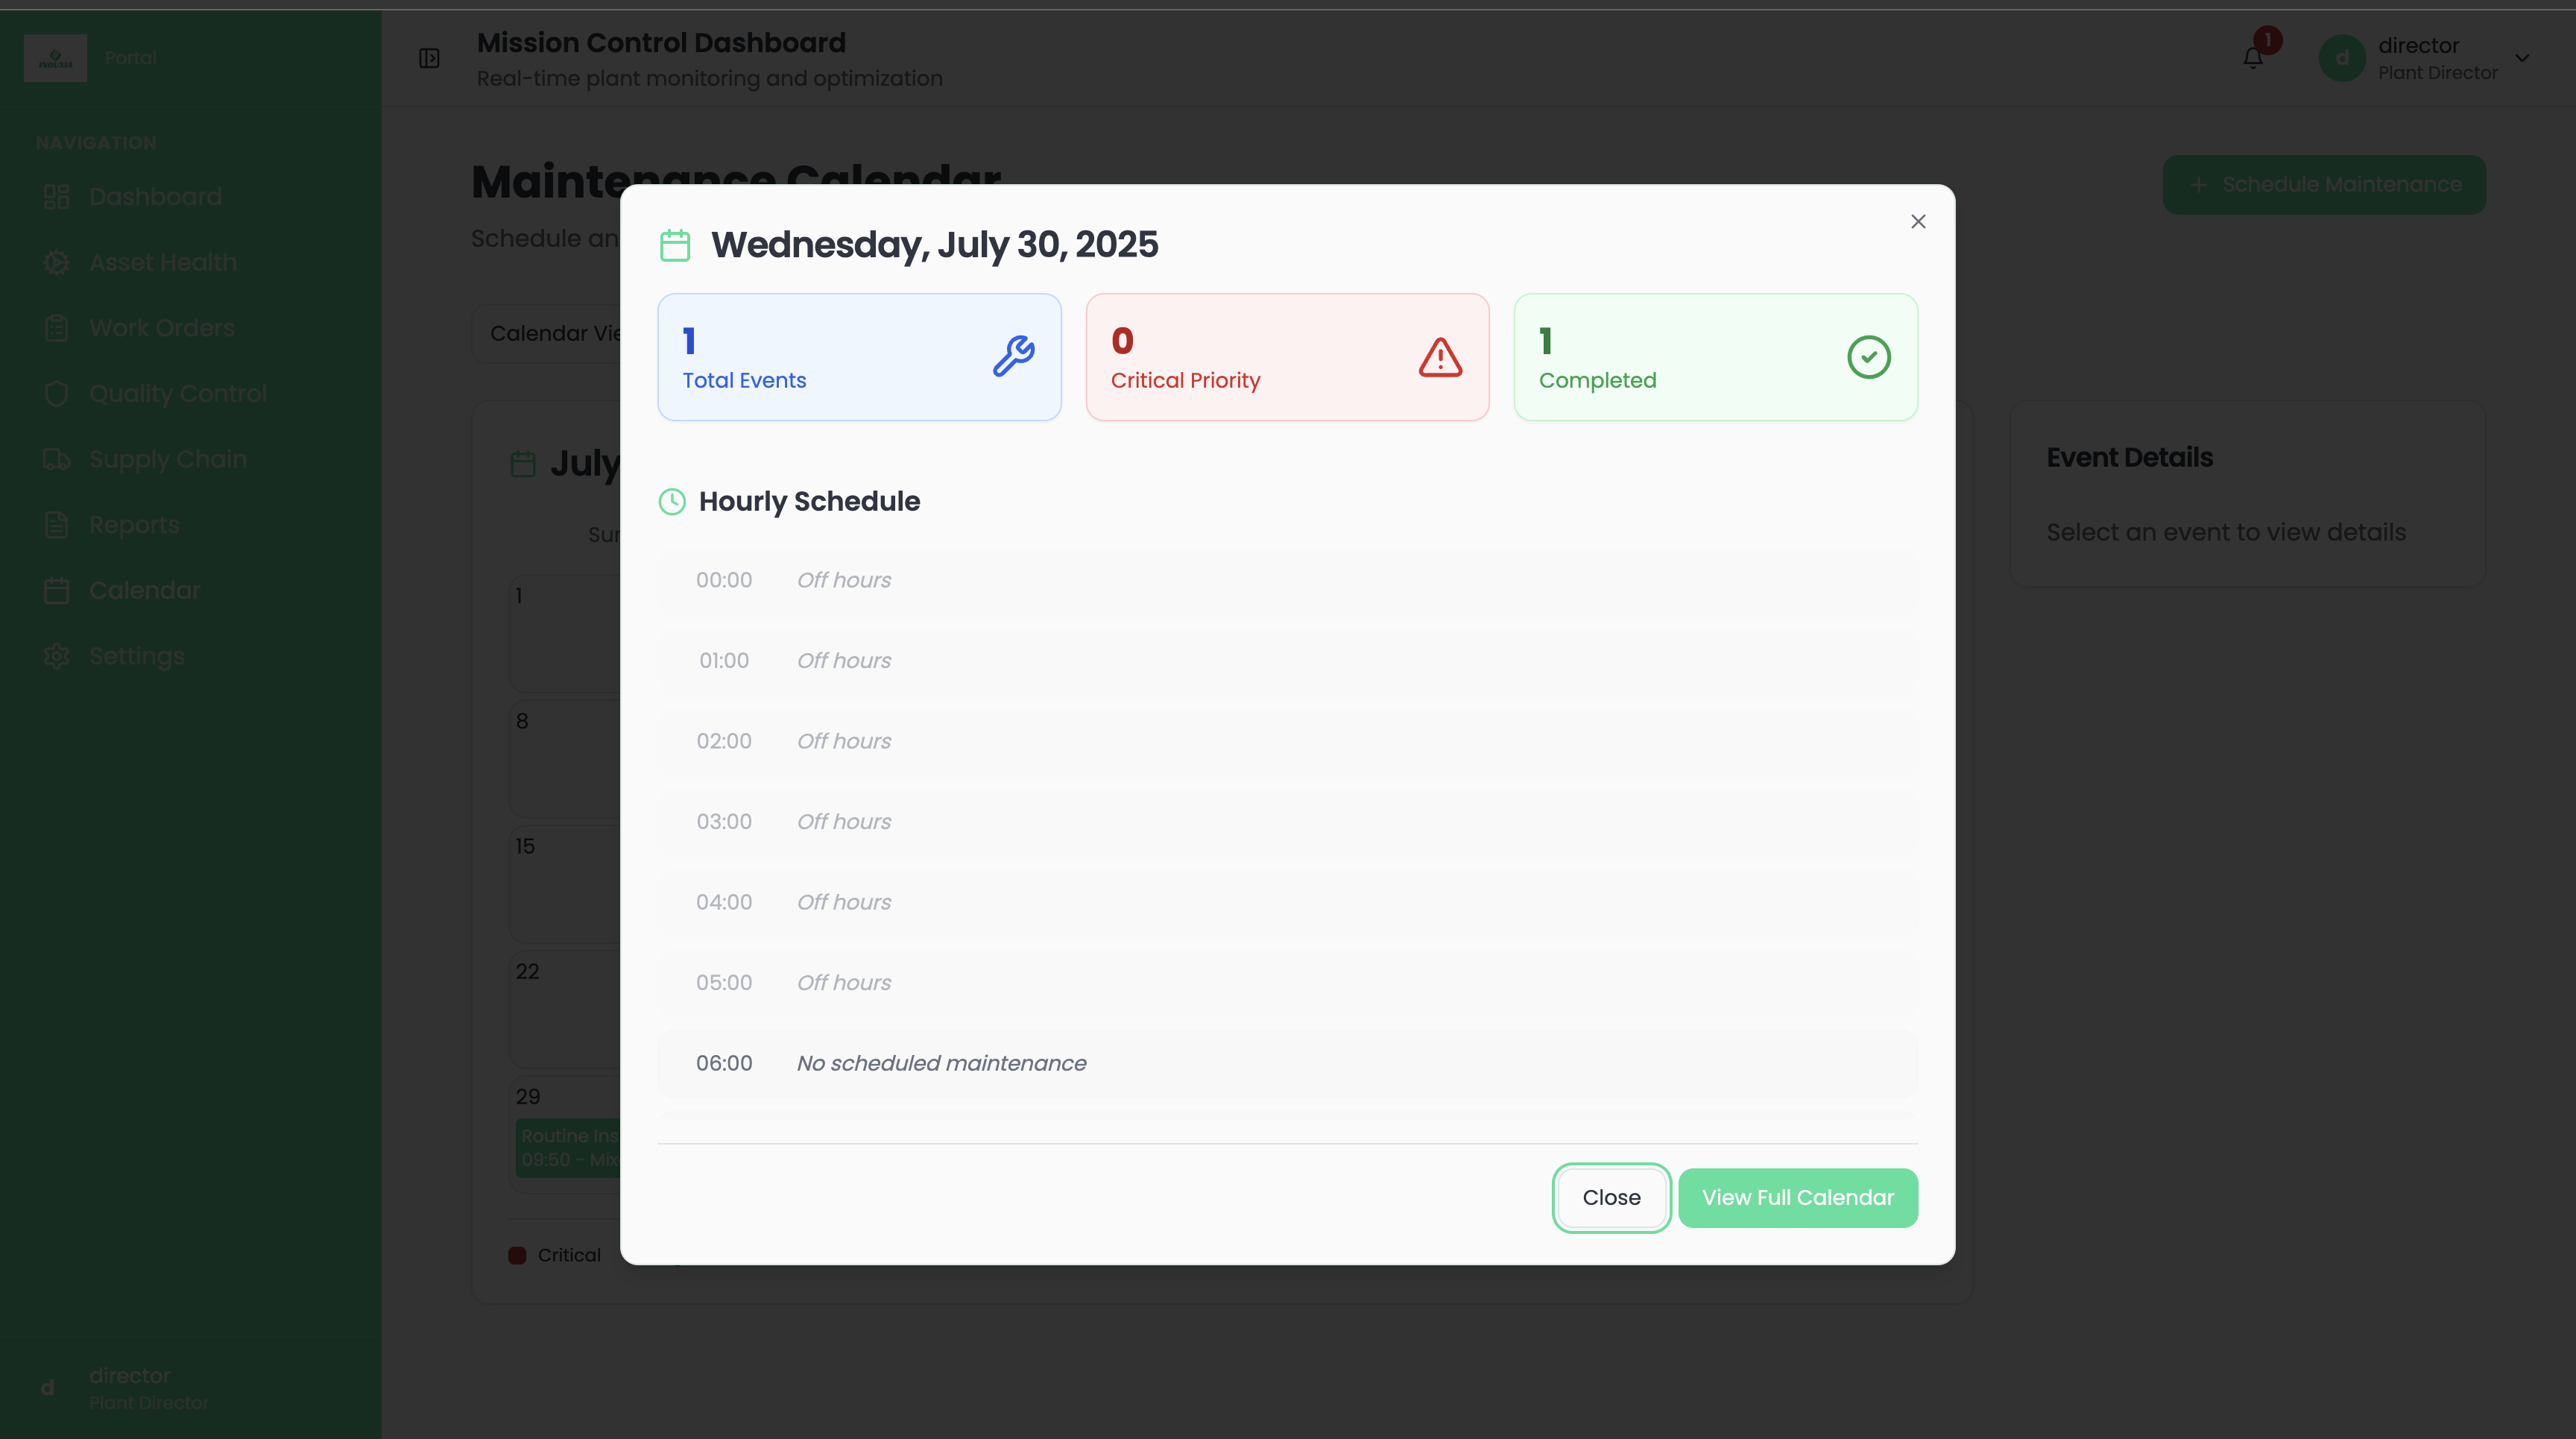 Portal
Mission Control Dashboard
Real-time plant monitoring and optimization
1
d
director
Plant Director
NAVIGATION
Dashboard
Asset Health
Work Orders
Quality Control
Supply Chain
Reports
Calendar
Settings
d
director
Plant Director
Maintenance Calendar
Schedule an
+ Schedule Maintenance
Calendar Vie
July
Sun
1
8
15
22
29
Routine Ins
09:50 - Mix
Critical
Event Details
Select an event to view details
Wednesday, July 30, 2025
1
Total Events
0
Critical Priority
1
Completed
Hourly Schedule
00:00 Off hours
01:00 Off hours
02:00 Off hours
03:00 Off hours
04:00 Off hours
05:00 Off hours
06:00 No scheduled maintenance
Close
View Full Calendar